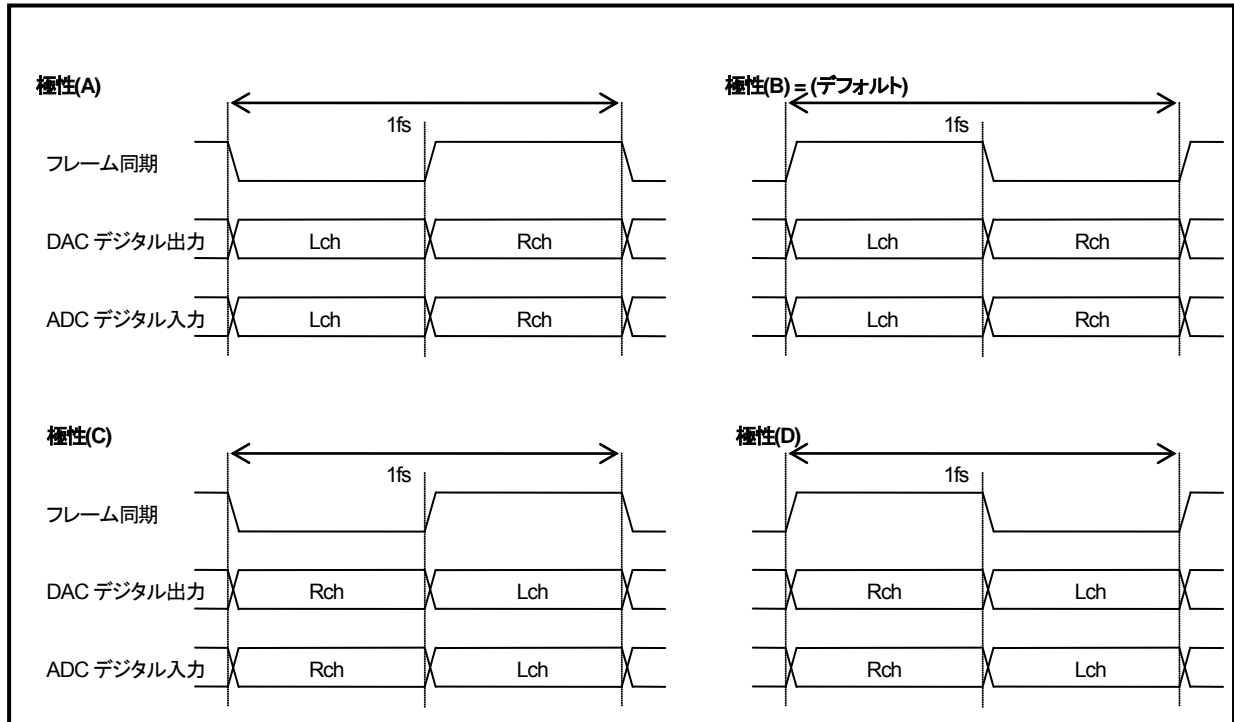 極性(A)
1fs
フレーム同期
DAC デジタル出力 Lch Rch
ADC デジタル入力 Lch Rch
極性(B) = (デフォルト)
1fs
Lch Rch
Lch Rch
極性(C)
1fs
フレーム同期
DAC デジタル出力 Rch Lch
ADC デジタル入力 Rch Lch
極性(D)
1fs
Rch Lch
Rch Lch